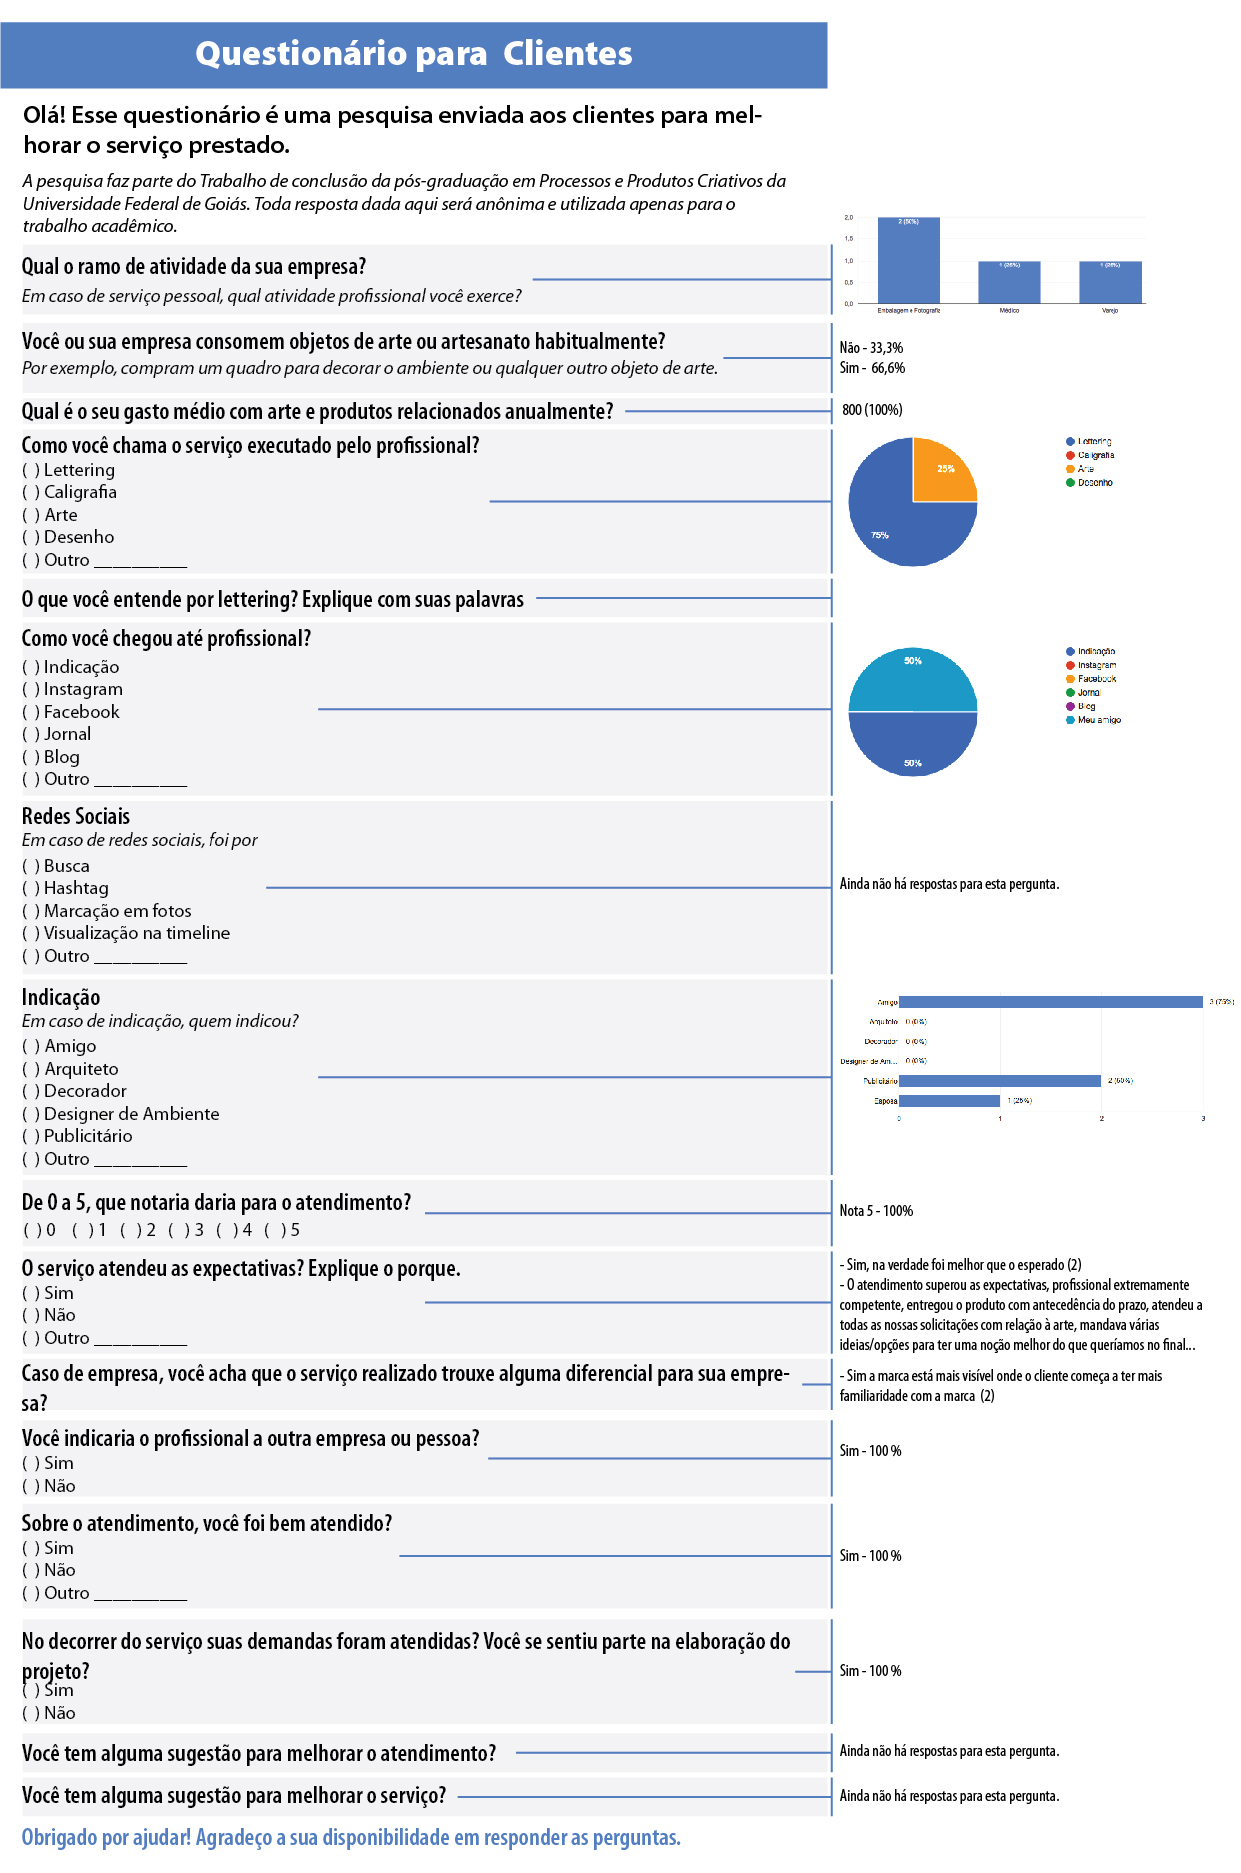 Questionário para  Clientes
Olá! Esse questionário é uma pesquisa enviada aos clientes para mel-
horar o serviço prestado.
A pesquisa faz parte do Trabalho de conclusão da pós-graduação em Processos e Produtos Criativos da
Universidade Federal de Goiás. Toda resposta dada aqui será anônima e utilizada apenas para o
trabalho acadêmico.
Qual o ramo de atividade da sua empresa?
Em caso de serviço pessoal, qual atividade profissional você exerce?
2,0
1,5
1,0
0,5
0,0
2 (50%)
1 (25%)
1 (25%)
Embalagem e Fotografia
Médico
Varejo
Você ou sua empresa consomem objetos de arte ou artesanato habitualmente?
Por exemplo, compram um quadro para decorar o ambiente ou qualquer outro objeto de arte.
Não - 33,3%
Sim -  66,6%
Qual é o seu gasto médio com arte e produtos relacionados anualmente?
800 (100%)
Como você chama o serviço executado pelo profissional?
(  ) Lettering
(  ) Caligrafia
(  ) Arte
(  ) Desenho
(  ) Outro __________
25%
75%
Lettering
Caligrafia
Arte
Desenho
O que você entende por lettering? Explique com suas palavras
Como você chegou até profissional?
(  ) Indicação
(  ) Instagram
(  ) Facebook
(  ) Jornal
(  ) Blog
(  ) Outro __________
50%
50%
Indicação
Instagram
Facebook
Jornal
Blog
Meu amigo
Redes Sociais
Em caso de redes sociais, foi por
(  ) Busca
(  ) Hashtag
(  ) Marcação em fotos
(  ) Visualização na timeline
(  ) Outro __________
Ainda não há respostas para esta pergunta.
Indicação
Em caso de indicação, quem indicou?
(  ) Amigo
(  ) Arquiteto
(  ) Decorador
(  ) Designer de Ambiente
(  ) Publicitário
(  ) Outro __________
Amigo 3 (75%)
Arquiteto 0 (0%)
Decorador 0 (0%)
Designer de Am... 0 (0%)
Publicitário 2 (50%)
Esposa 1 (25%)
0 1 2 3
De 0 a 5, que notaria daria para o atendimento?
(  ) 0   (  ) 1   (  ) 2   (  ) 3   (  ) 4   (  ) 5
Nota 5 - 100%
O serviço atendeu as expectativas? Explique o porque.
(  ) Sim
(  ) Não
(  ) Outro __________
- Sim, na verdade foi melhor que o esperado (2)
- O atendimento superou as expectativas, profissional extremamente
competente, entregou o produto com antecedência do prazo, atendeu a
todas as nossas solicitações com relação à arte, mandava várias
ideias/opções para ter uma noção melhor do que queríamos no final...
Caso de empresa, você acha que o serviço realizado trouxe alguma diferencial para sua empre-
sa?
- Sim a marca está mais visível onde o cliente começa a ter mais
familiaridade com a marca  (2)
Você indicaria o profissional a outra empresa ou pessoa?
(  ) Sim
(  ) Não
Sim - 100 %
Sobre o atendimento, você foi bem atendido?
(  ) Sim
(  ) Não
(  ) Outro __________
Sim - 100 %
No decorrer do serviço suas demandas foram atendidas? Você se sentiu parte na elaboração do
projeto?
(  ) Sim
(  ) Não
Sim - 100 %
Você tem alguma sugestão para melhorar o atendimento?
Ainda não há respostas para esta pergunta.
Você tem alguma sugestão para melhorar o serviço?
Ainda não há respostas para esta pergunta.
Obrigado por ajudar! Agradeço a sua disponibilidade em responder as perguntas.